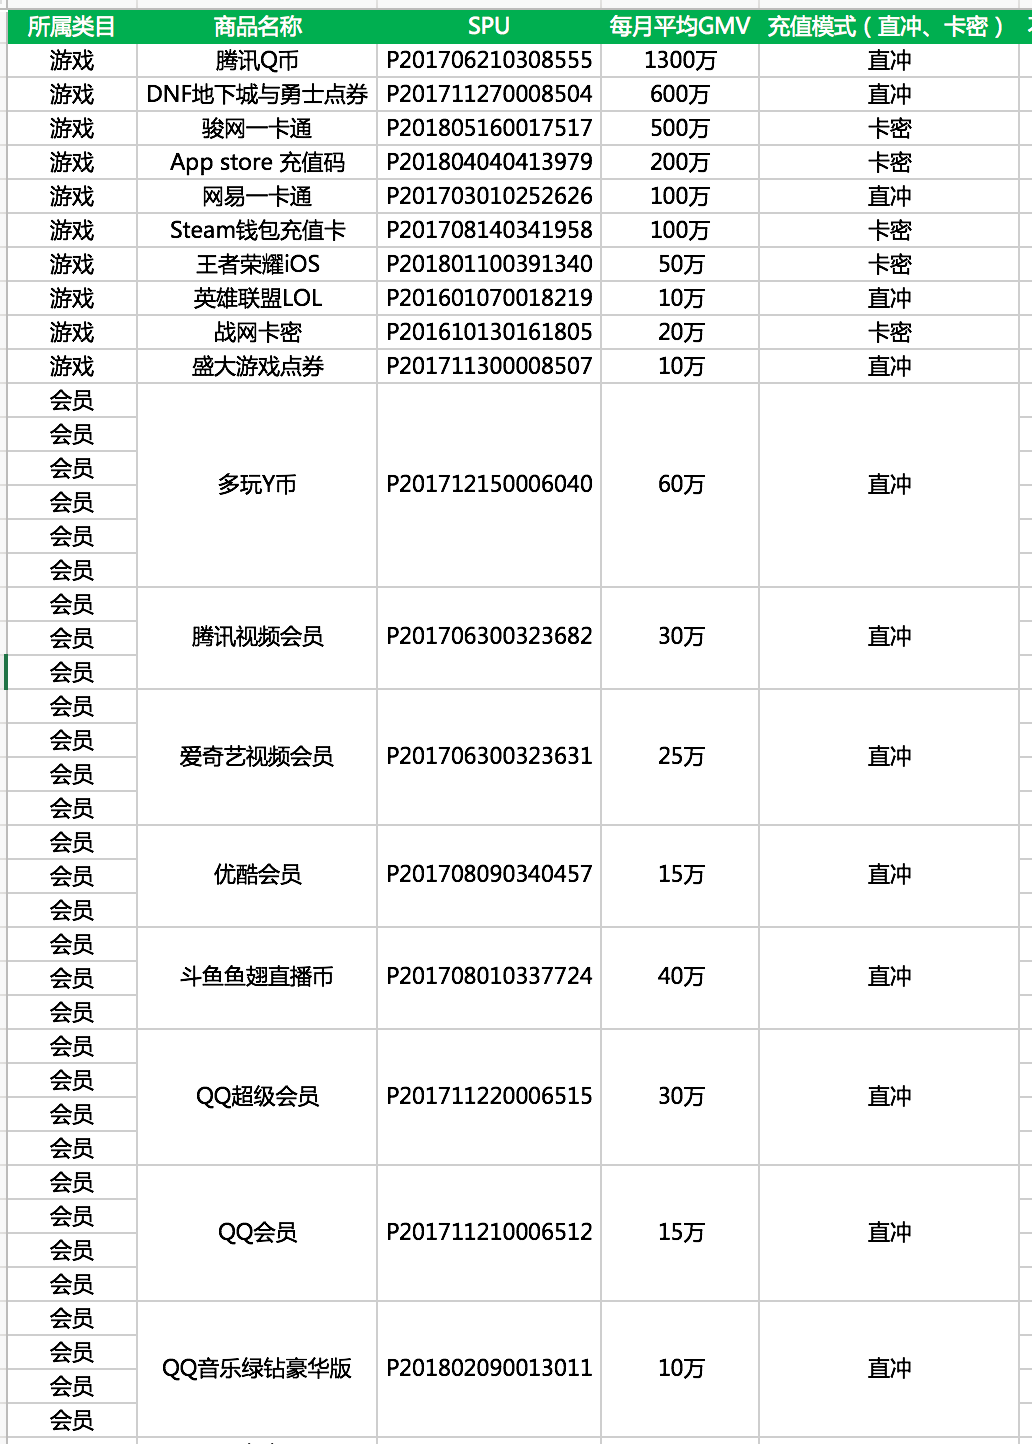 所属类目 商品名称 SPU 每月平均GMV 充值模式（直冲、卡密）
游戏 腾讯Q币 P201706210308555 1300万 直冲
游戏 DNF地下城与勇士点券 P201711270008504 600万 直冲
游戏 骏网一卡通 P201805160017517 500万 卡密
游戏 App store 充值码 P201804040413979 200万 卡密
游戏 网易一卡通 P201703010252626 100万 直冲
游戏 Steam钱包充值卡 P201708140341958 100万 卡密
游戏 王者荣耀iOS P201801100391340 50万 卡密
游戏 英雄联盟LOL P201601070018219 10万 直冲
游戏 战网卡密 P201610130161805 20万 卡密
游戏 盛大游戏点券 P201711300008507 10万 直冲
会员
会员
会员
多玩Y币 P201712150006040 60万 直冲
会员
会员
会员
会员
会员 腾讯视频会员 P201706300323682 30万 直冲
会员
会员
会员
爱奇艺视频会员 P201706300323631 25万 直冲
会员
会员
会员
会员 优酷会员 P201708090340457 15万 直冲
会员
会员
会员 斗鱼鱼翅直播币 P201708010337724 40万 直冲
会员
会员
会员
QQ超级会员 P201711220006515 30万 直冲
会员
会员
会员
会员
QQ会员 P201711210006512 15万 直冲
会员
会员
会员
会员
QQ音乐绿钻豪华版 P201802090013011 10万 直冲
会员
会员